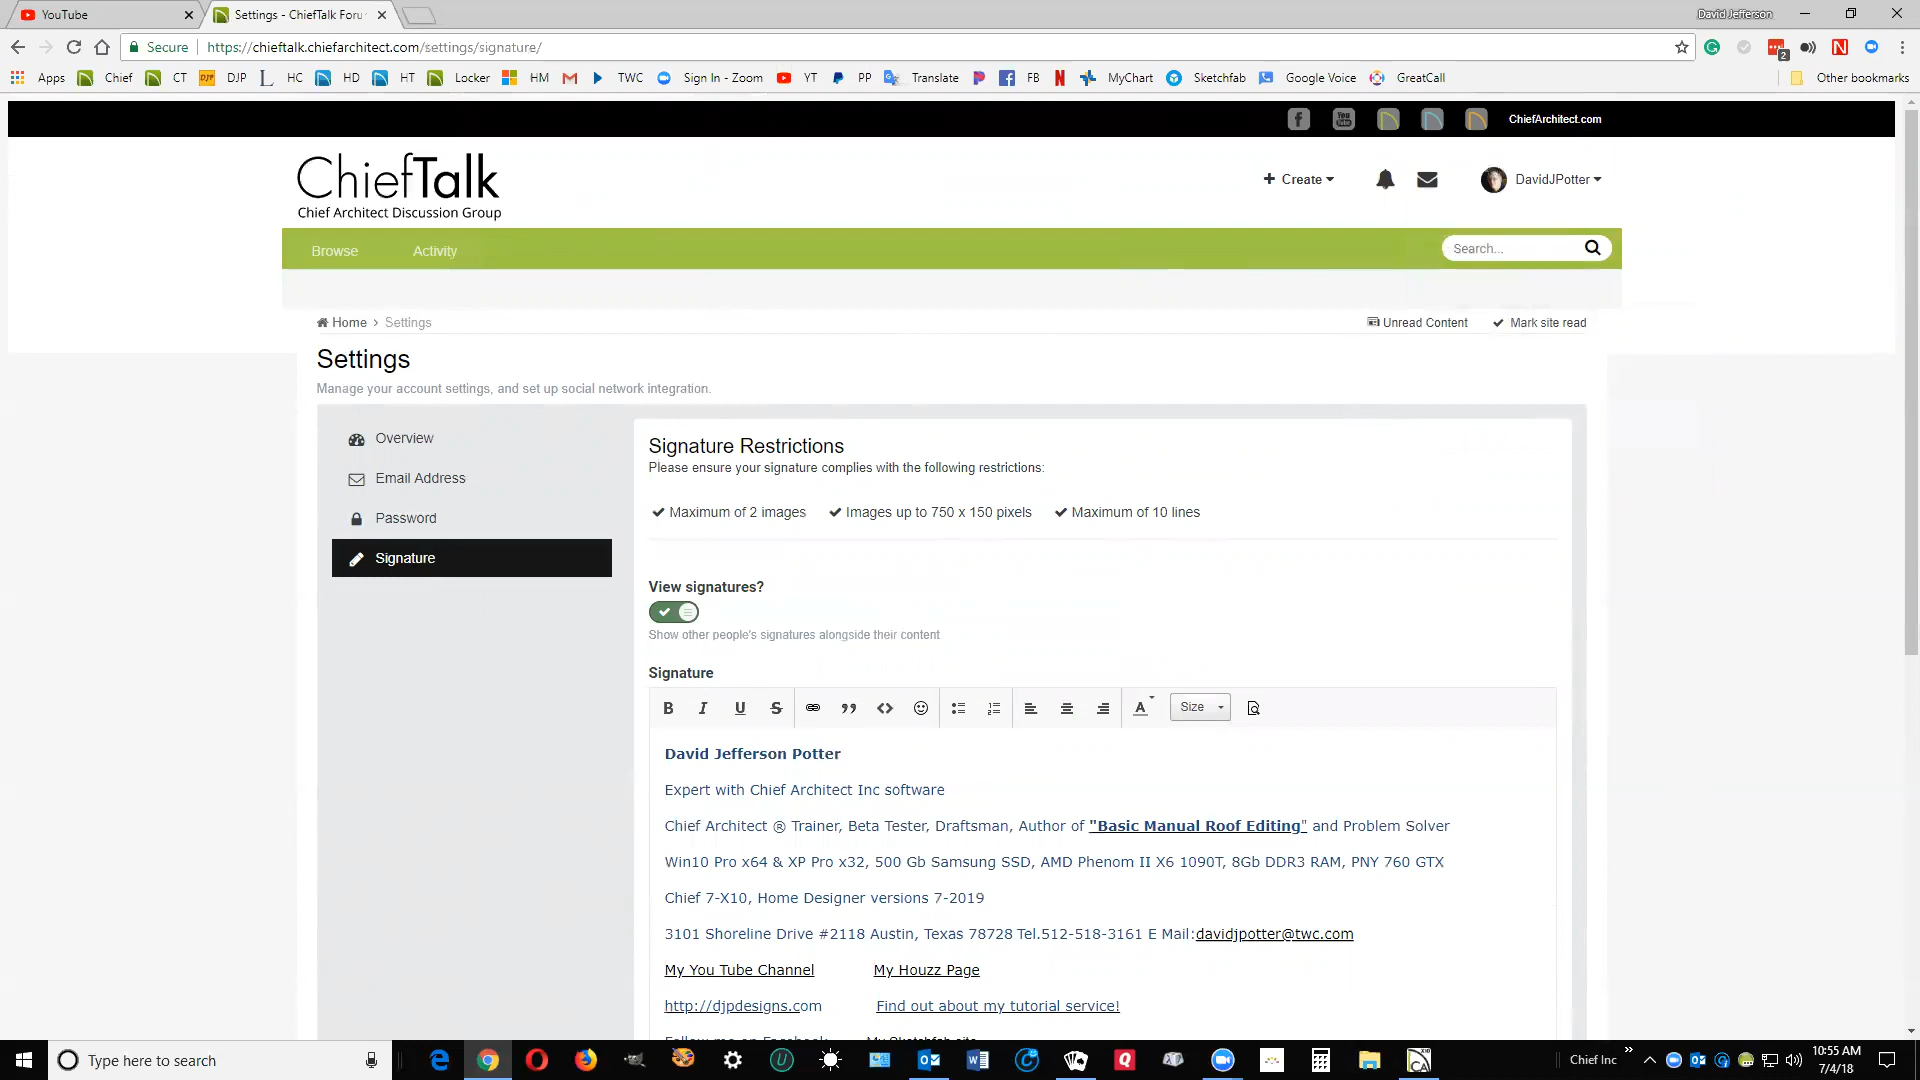 YouTube
Settings - ChiefTalk Foru
David Jefferson
Secure https://chieftalk.chiefarchitect.com/settings/signature/
2
Apps Chief CT DJP HC HD HT Locker HM TWC Sign In - Zoom YT PP Translate FB MyChart Sketchfab Google Voice GreatCall Other bookmarks
ChiefArchitect.com
ChiefTalk
Chief Architect Discussion Group
+ Create
DavidJPotter
Browse Activity
Search...
Home > Settings
Unread Content Mark site read
Settings
Manage your account settings, and set up social network integration.
Overview
Email Address
Password
Signature
Signature Restrictions
Please ensure your signature complies with the following restrictions:
Maximum of 2 images Images up to 750 x 150 pixels Maximum of 10 lines
View signatures?
Show other people's signatures alongside their content
Signature
B I U S A Size
David Jefferson Potter
Expert with Chief Architect Inc software
Chief Architect ® Trainer, Beta Tester, Draftsman, Author of "Basic Manual Roof Editing" and Problem Solver
Win10 Pro x64 & XP Pro x32, 500 Gb Samsung SSD, AMD Phenom II X6 1090T, 8Gb DDR3 RAM, PNY 760 GTX
Chief 7-X10, Home Designer versions 7-2019
3101 Shoreline Drive #2118 Austin, Texas 78728 Tel.512-518-3161 E Mail:davidjpotter@twc.com
My You Tube Channel My Houzz Page
http://djpdesigns.com Find out about my tutorial service!
Follow me on Facebook My Sketchfab site
Type here to search
Chief Inc
10:55 AM
7/4/18